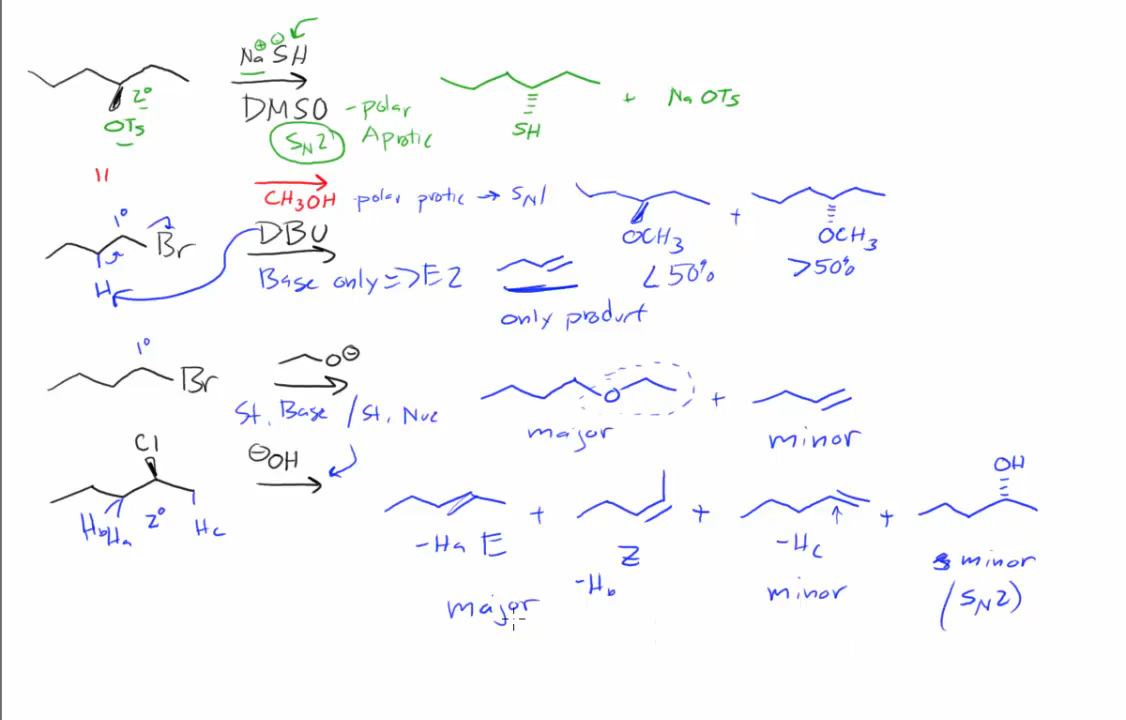 Na⊕ ⊖SH
2°
OTs
DMSO - polar Aprotic
SN2
SH
+ NaOTs
||
CH3OH polar protic → SN1
OCH3 + OCH3
<50% >50%
1°
Br
H
DBU
Base only => E2
only product
1°
Br
O⊖
St. Base / St. Nuc
O
+
major minor
Cl
⊖OH
Hb Ha 2° Hc
+ + +
OH
-Ha E
Z
-Hb
-Hc
major
minor
minor
(SN2)